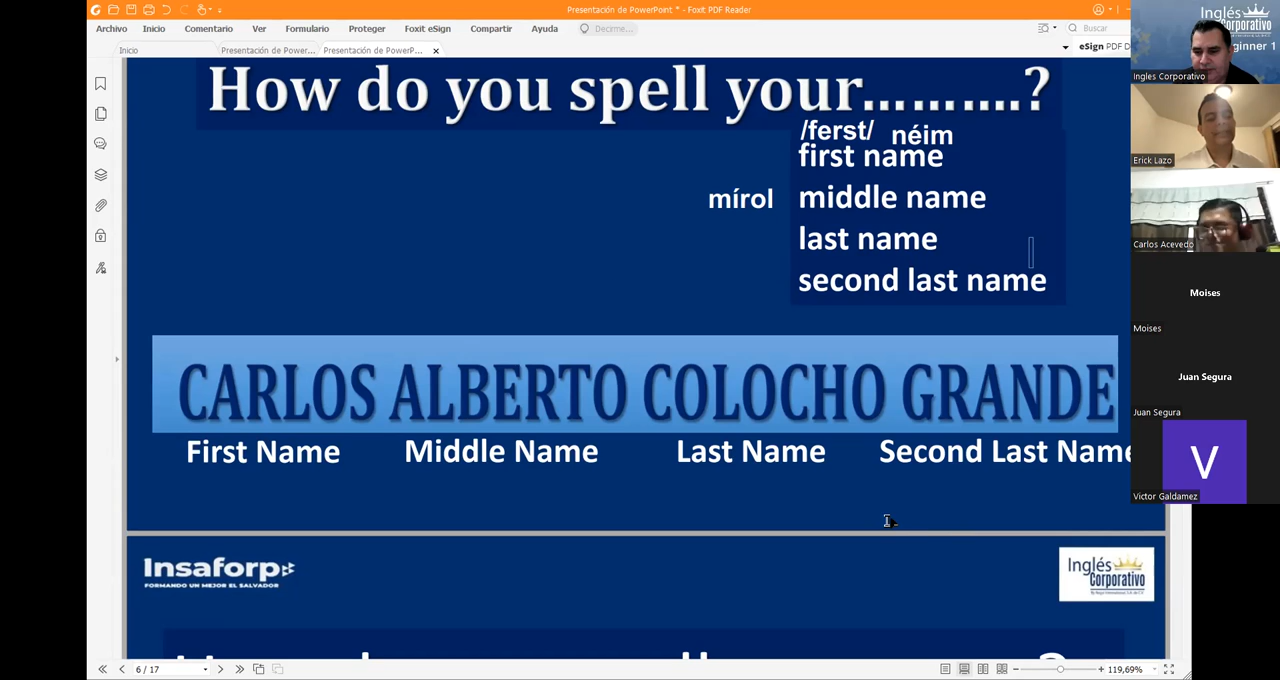 Presentación de PowerPoint * - Foxit PDF Reader
Archivo Inicio Comentario Ver Formulario Proteger Foxit eSign Compartir Ayuda Decirme... Buscar
Inicio Presentación de Power... Presentación de PowerP... eSign PDF D
How do you spell your..........?
/ferst/ néim
first name
mírol middle name
last name
second last name
CARLOS ALBERTO COLOCHO GRANDE
First Name Middle Name Last Name Second Last Name
Insaforp
FORMANDO UN MEJOR EL SALVADOR
Inglés
Corporativo
6 / 17
119,69%
Inglés
Corporativo
ginner 1
Ingles Corporativo
Erick Lazo
Carlos Acevedo
Moises
Moises
Juan Segura
Juan Segura
V
Victor Galdamez